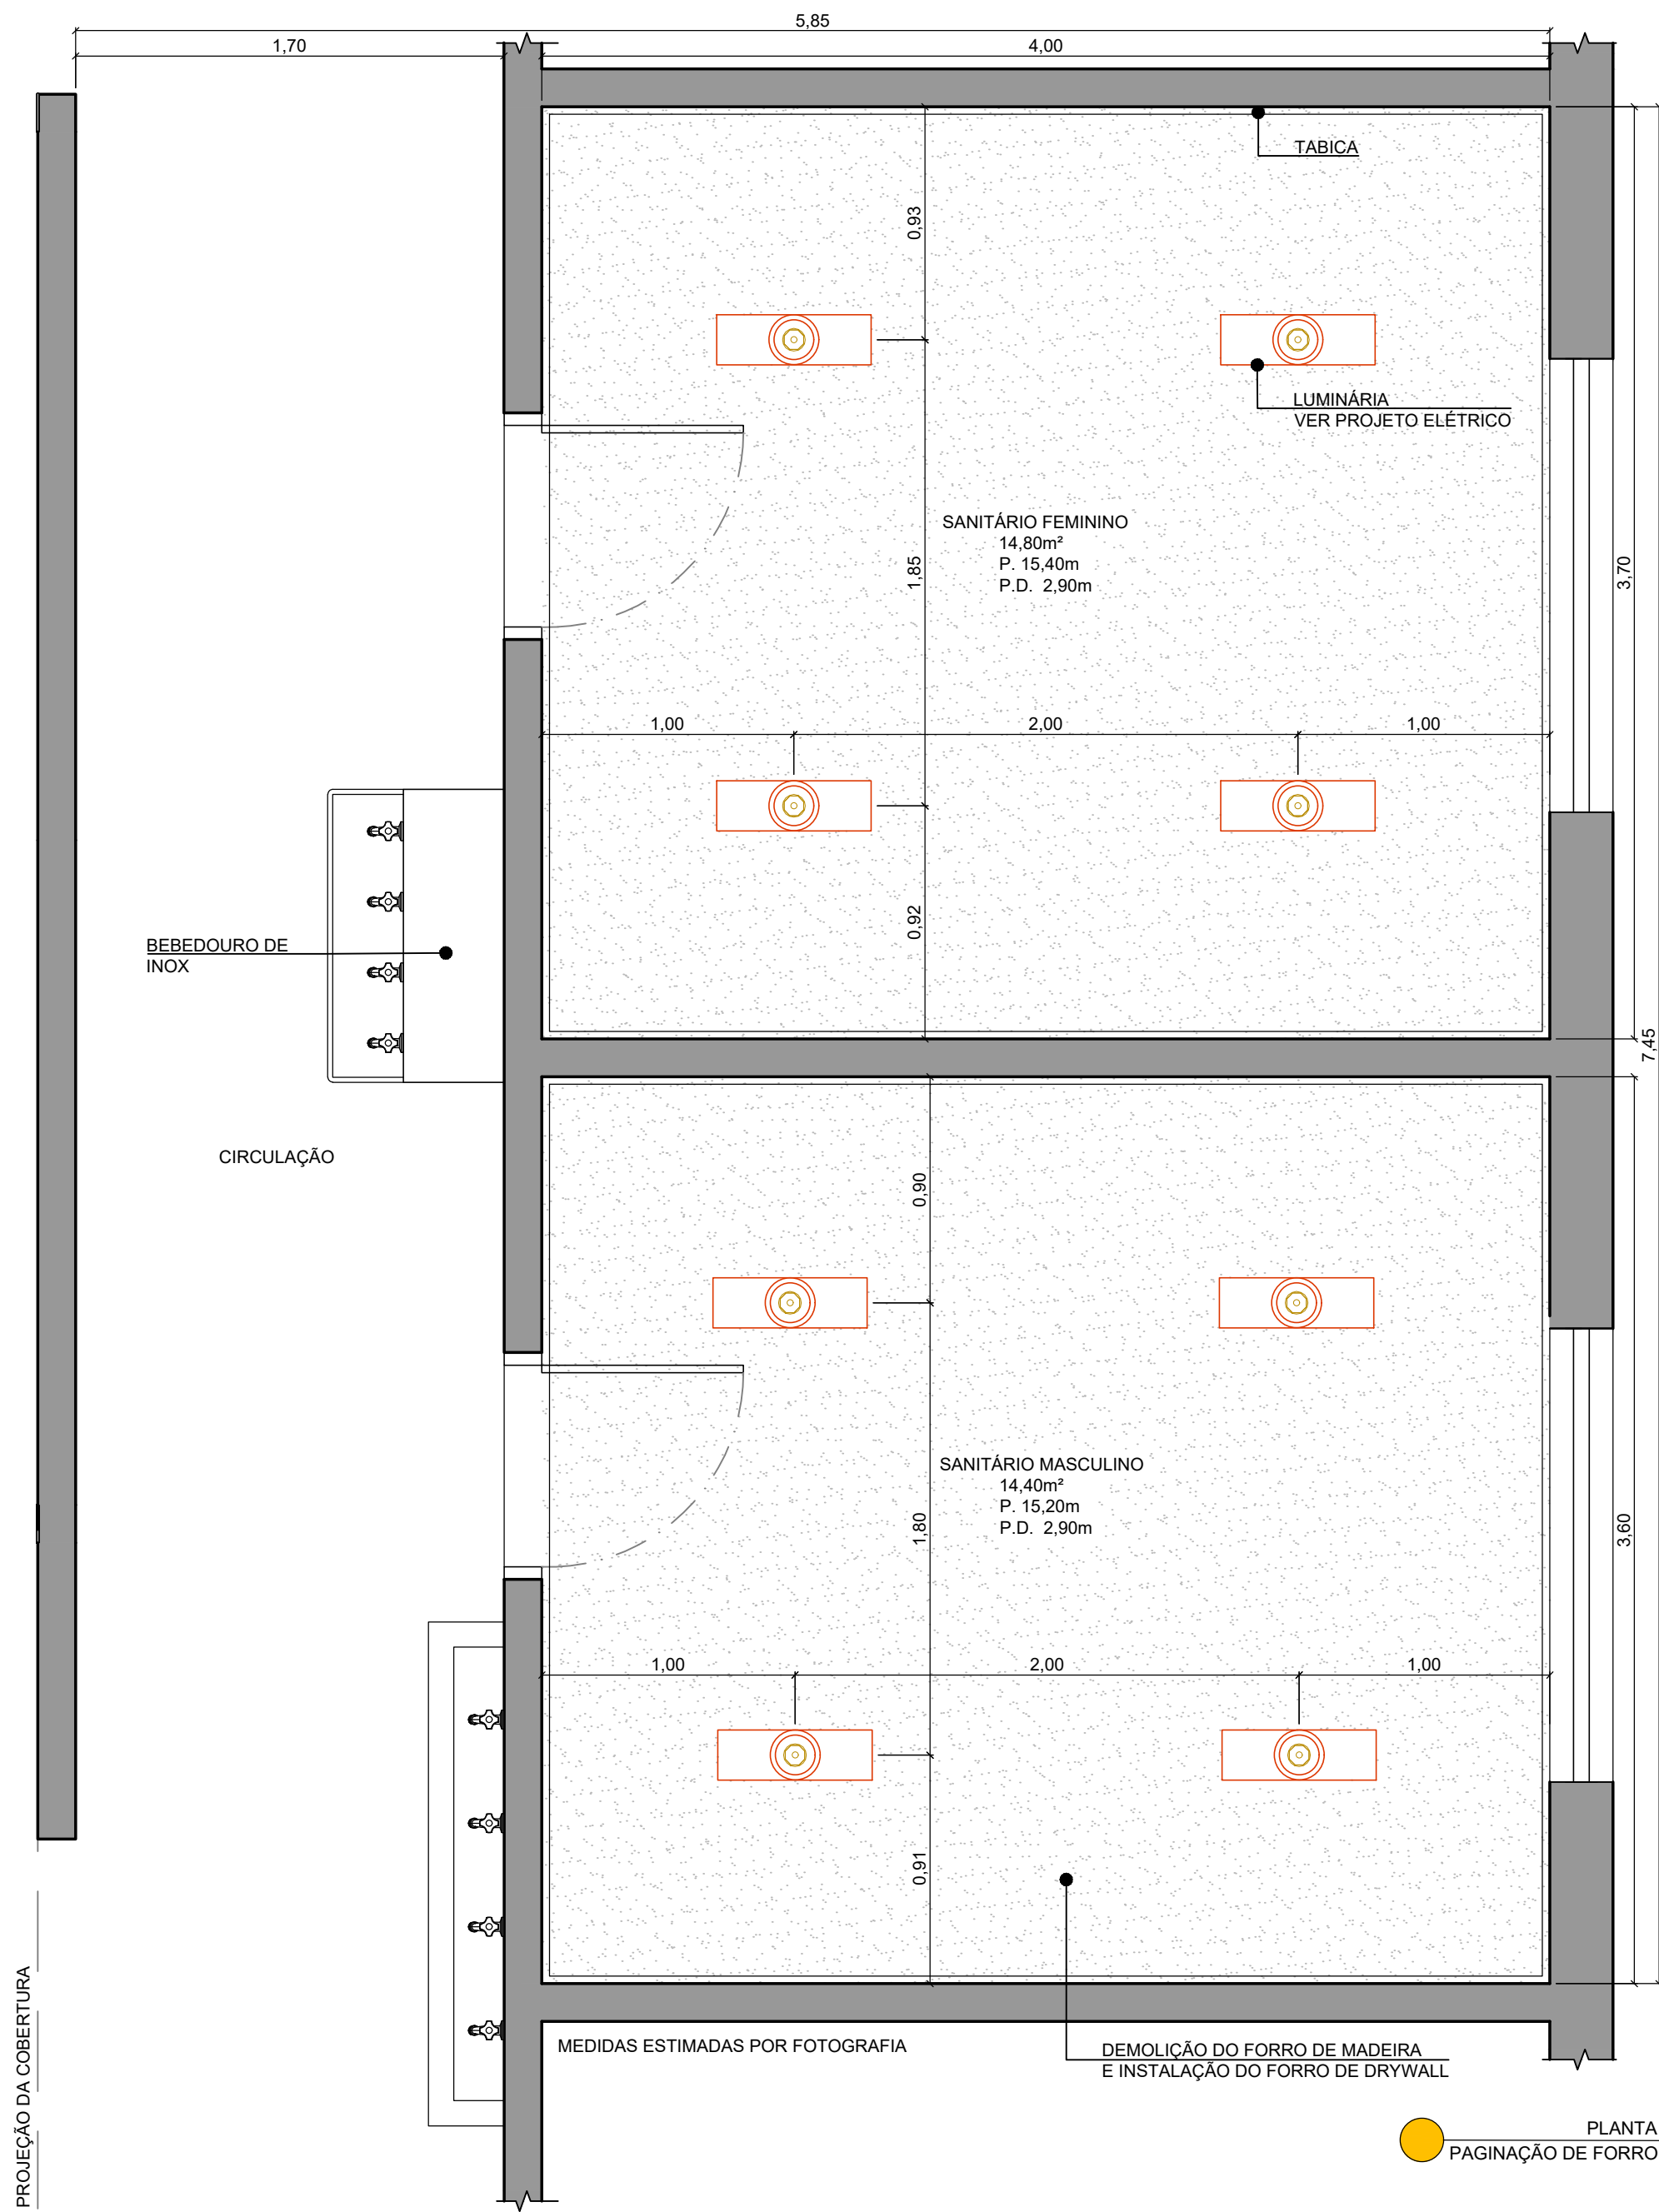 5,85
1,70
4,00
TABICA
0,93
LUMINÁRIA
VER PROJETO ELÉTRICO
SANITÁRIO FEMININO
14,80m²
P. 15,40m
P.D. 2,90m
1,85
3,70
1,00
2,00
1,00
0,92
BEBEDOURO DE
INOX
7,45
CIRCULAÇÃO
0,90
SANITÁRIO MASCULINO
14,40m²
P. 15,20m
P.D. 2,90m
1,80
3,60
1,00
2,00
1,00
0,91
PROJEÇÃO DA COBERTURA
MEDIDAS ESTIMADAS POR FOTOGRAFIA
DEMOLIÇÃO DO FORRO DE MADEIRA
E INSTALAÇÃO DO FORRO DE DRYWALL
PLANTA
PAGINAÇÃO DE FORRO